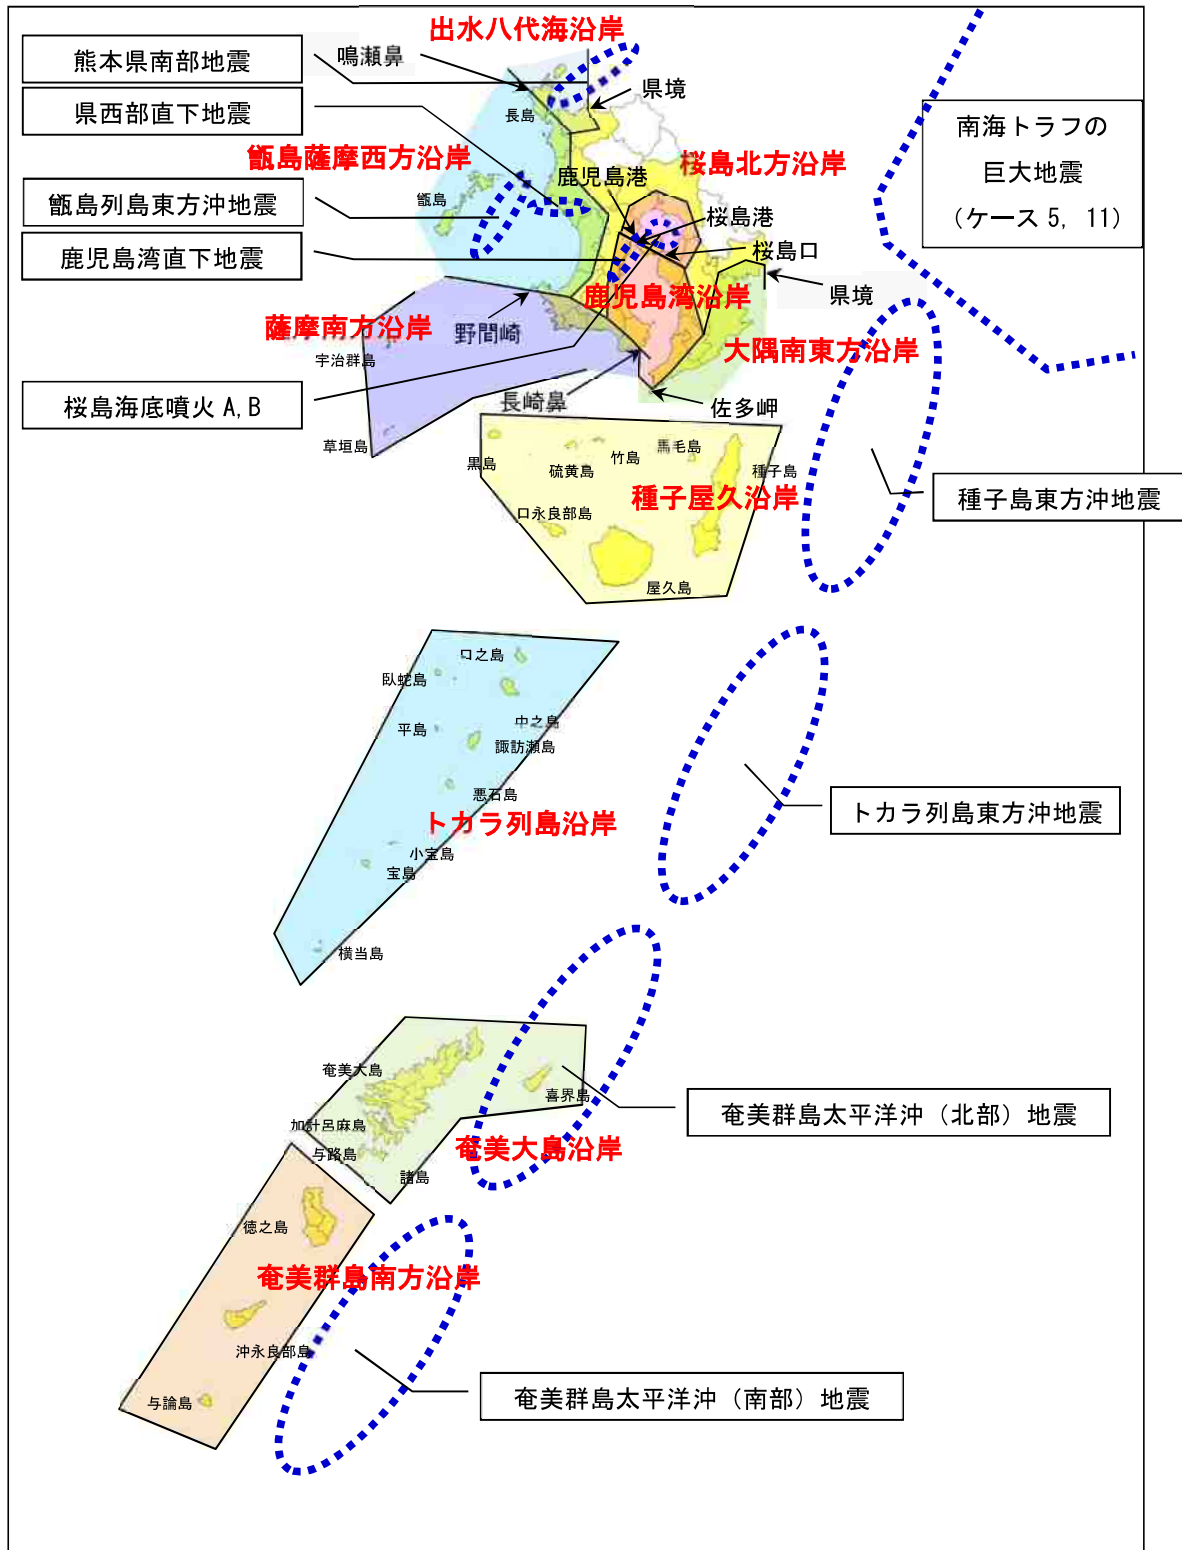 出水八代海沿岸
熊本県南部地震
鳴瀬鼻
県境
県西部直下地震
長島
南海トラフの
巨大地震
（ケース 5，11）
甑島薩摩西方沿岸
桜島北方沿岸
鹿児島港
甑島列島東方沖地震
甑島
桜島港
鹿児島湾直下地震
桜島口
鹿児島湾沿岸
県境
薩摩南方沿岸
野間崎
大隅南東方沿岸
宇治群島
桜島海底噴火 A, B
長崎鼻
佐多岬
草垣島
黒島
硫黄島
竹島
馬毛島
種子島
種子屋久沿岸
種子島東方沖地震
口永良部島
屋久島
口之島
臥蛇島
中之島
平島
諏訪瀬島
悪石島
トカラ列島沿岸
トカラ列島東方沖地震
小宝島
宝島
横当島
奄美大島
喜界島
加計呂麻島
奄美群島太平洋沖（北部）地震
与路島
奄美大島沿岸
諸島
徳之島
奄美群島南方沿岸
沖永良部島
与論島
奄美群島太平洋沖（南部）地震